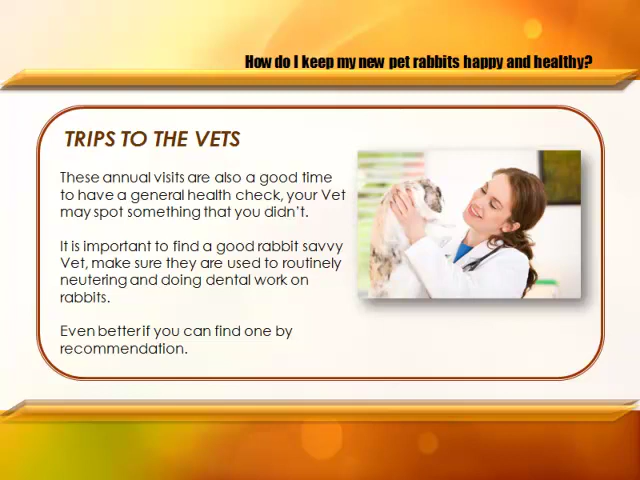 How do I keep my new pet rabbits happy and healthy?
TRIPS TO THE VETS
These annual visits are also a good time
to have a general health check, your Vet
may spot something that you didn't.
It is important to find a good rabbit savvy
Vet, make sure they are used to routinely
neutering and doing dental work on
rabbits.
Even better if you can find one by
recommendation.